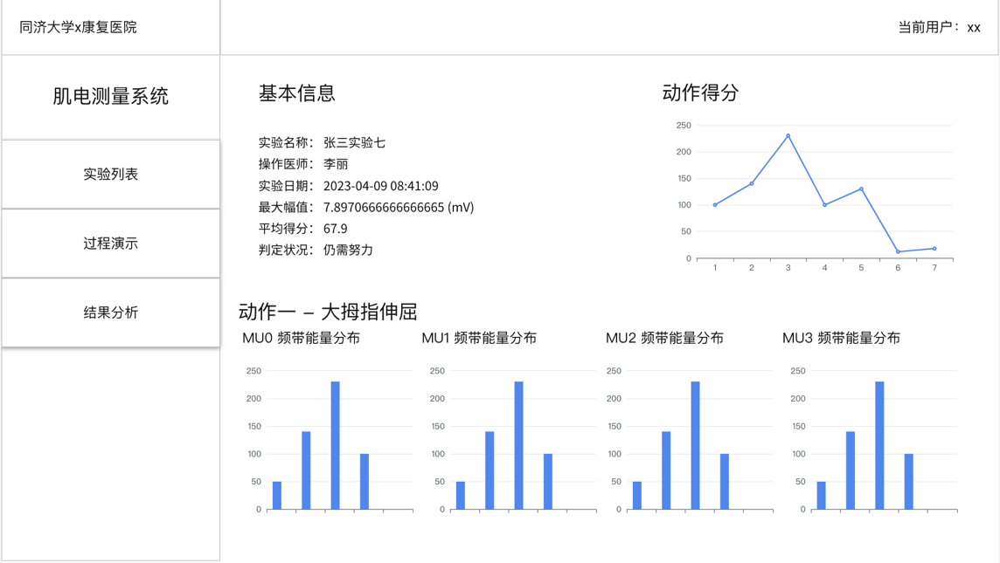 同济大学x康复医院
当前用户：xx
肌电测量系统
实验列表
过程演示
结果分析
基本信息
实验名称： 张三实验七
操作医师： 李丽
实验日期： 2023-04-09 08:41:09
最大幅值： 7.8970666666666665 (mV)
平均得分： 67.9
判定状况： 仍需努力
动作得分
250
200
150
100
50
0
1 2 3 4 5 6 7
动作一 – 大拇指伸屈
MU0 频带能量分布
250
200
150
100
50
0
MU1 频带能量分布
250
200
150
100
50
0
MU2 频带能量分布
250
200
150
100
50
0
MU3 频带能量分布
250
200
150
100
50
0